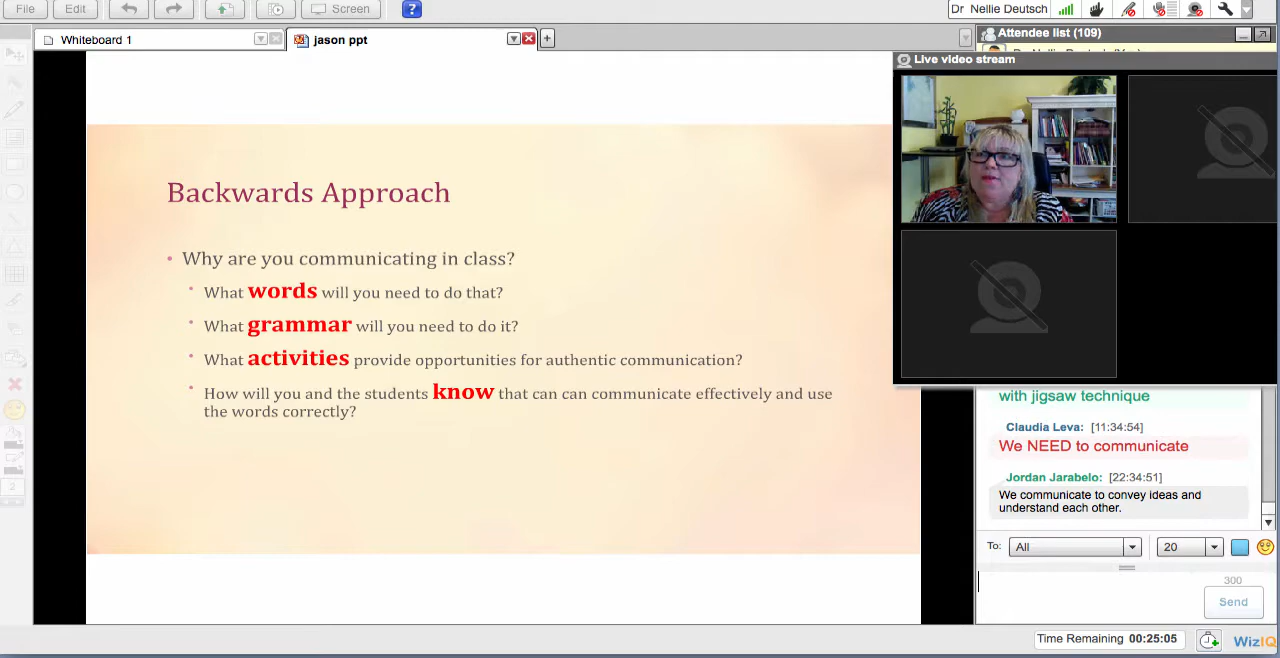 File Edit Screen ? Dr Nellie Deutsch
Whiteboard 1 jason ppt +
Attendee list (109)
Live video stream
Backwards Approach
• Why are you communicating in class?
• What words will you need to do that?
• What grammar will you need to do it?
• What activities provide opportunities for authentic communication?
• How will you and the students know that can can communicate effectively and use
the words correctly?
with jigsaw technique
Claudia Leva: [11:34:54]
We NEED to communicate
Jordan Jarabelo: [22:34:51]
We communicate to convey ideas and
understand each other.
To: All 20
300
Send
2
Time Remaining 00:25:05
WizIQ